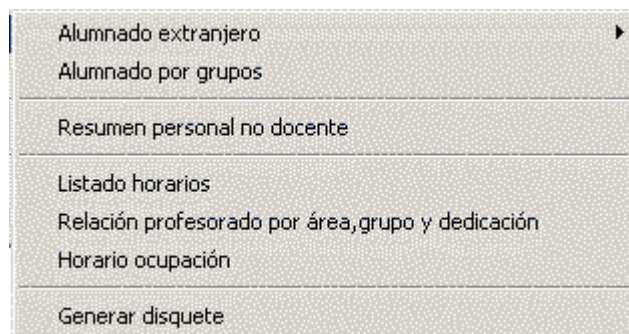 Alumnado extranjero
Alumnado por grupos
Resumen personal no docente
Listado horarios
Relación profesorado por área,grupo y dedicación
Horario ocupación
Generar disquete